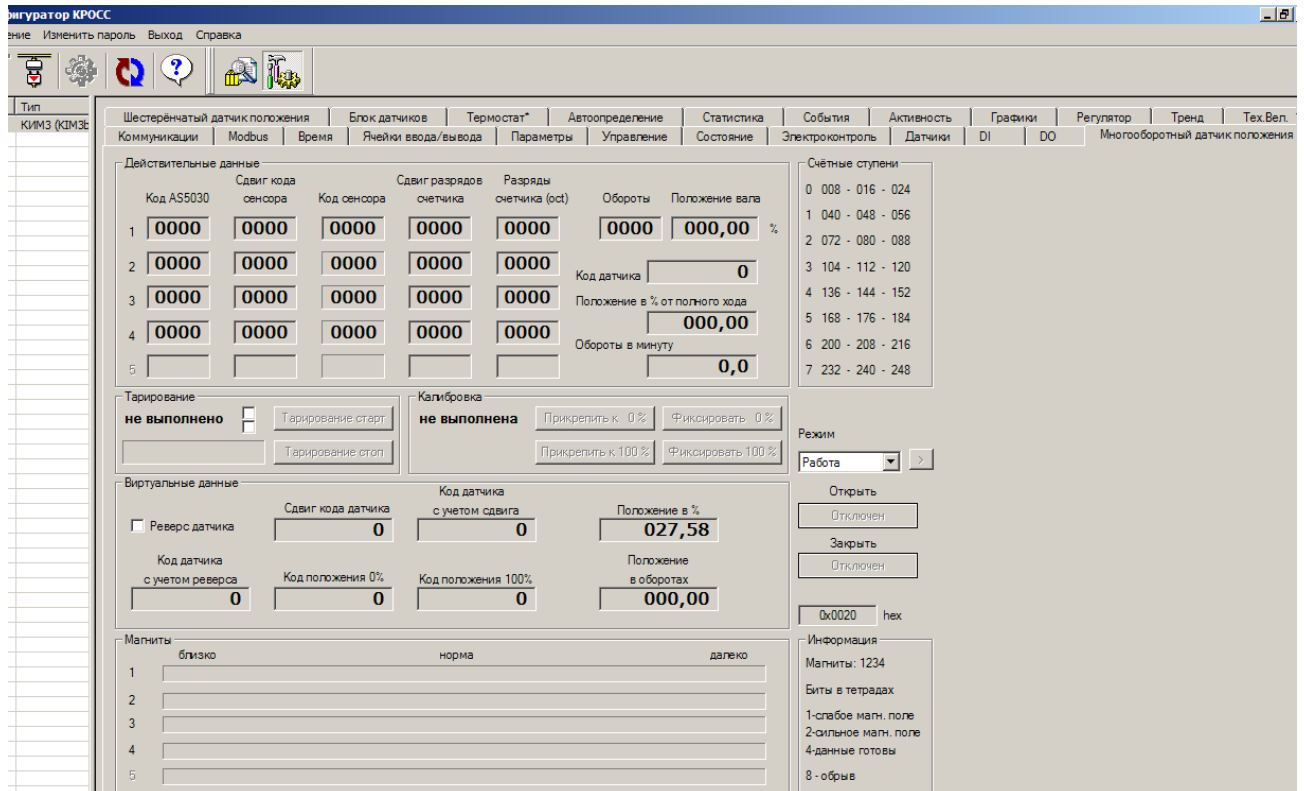 фигуратор КРОСС
ение Изменить пароль Выход Справка
Тип
КИМ3 (KIM3b
Шестерёнчатый датчик положения Блок датчиков Термостат* Автоопределение Статистика События Активность Графики Регулятор Тренд Тех.Вел.
Коммуникации Modbus Время Ячейки ввода/вывода Параметры Управление Состояние Электроконтроль Датчики DI DO Многооборотный датчик положения
Действительные данные
Код AS5030 Сдвиг кода сенсора Код сенсора Сдвиг разрядов счетчика Разряды счетчика (oct) Обороты Положение вала
1 0000 0000 0000 0000 0000 0000 000,00 %
2 0000 0000 0000 0000 0000
Код датчика 0
3 0000 0000 0000 0000 0000
Положение в % от полного хода
000,00
4 0000 0000 0000 0000 0000
Обороты в минуту
5 0,0
Счётные ступени
0 008 - 016 - 024
1 040 - 048 - 056
2 072 - 080 - 088
3 104 - 112 - 120
4 136 - 144 - 152
5 168 - 176 - 184
6 200 - 208 - 216
7 232 - 240 - 248
Тарирование
не выполнено Тарирование старт
Тарирование стоп
Калибровка
не выполнена Прикрепить к 0 % Фиксировать 0 %
Прикрепить к 100 % Фиксировать 100 %
Режим
Работа >
Открыть
Отключен
Закрыть
Отключен
0x0020 hex
Виртуальные данные
Реверс датчика
Сдвиг кода датчика
0
Код датчика
с учетом сдвига
0
Положение в %
027,58
Код датчика
с учетом реверса
0
Код положения 0%
0
Код положения 100%
0
Положение
в оборотах
000,00
Магниты
близко норма далеко
1
2
3
4
5
Информация
Магниты: 1234
Биты в тетрадах
1-слабое магн. поле
2-сильное магн. поле
4-данные готовы
8 - обрыв